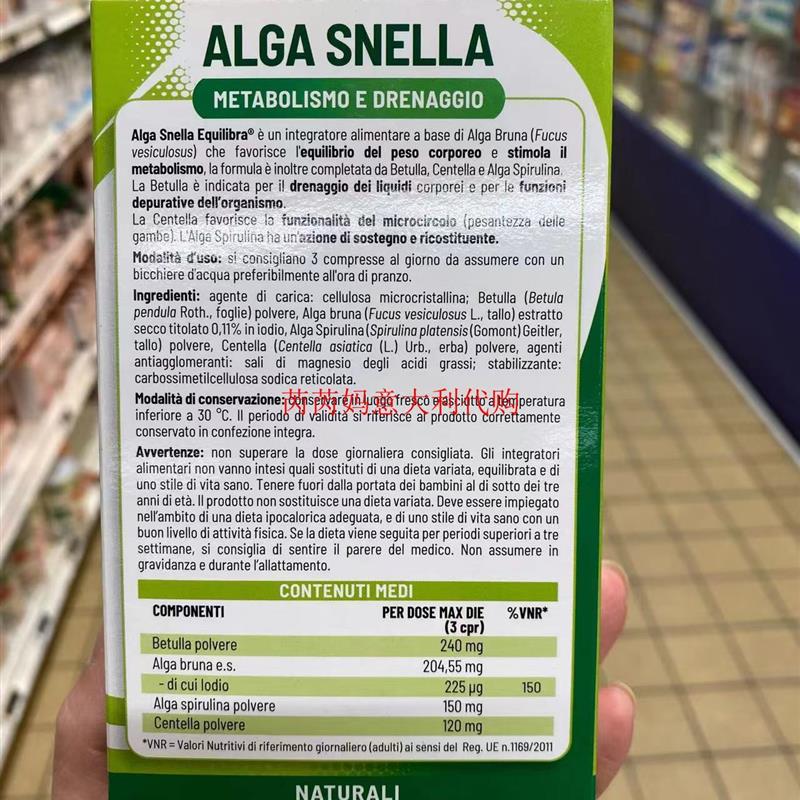 ALGA SNELLA
METABOLISMO E DRENAGGIO
Alga Snella Equilibra® è un integratore alimentare a base di Alga Bruna (Fucus
vesiculosus) che favorisce l'equilibrio del peso corporeo e stimola il
metabolismo, la formula è inoltre completata da Betulla, Centella e Alga Spirulina.
La Betulla è indicata per il drenaggio dei liquidi corporei e per le funzioni
depurative dell'organismo.
La Centella favorisce la funzionalità del microcircolo (pesantezza delle
gambe). L'Alga Spirulina ha un'azione di sostegno e ricostituente.
Modalità d'uso: si consigliano 3 compresse al giorno da assumere con un
bicchiere d'acqua preferibilmente all'ora di pranzo.
Ingredienti: agente di carica: cellulosa microcristallina; Betulla (Betula
pendula Roth., foglie) polvere, Alga bruna (Fucus vesiculosus L., tallo) estratto
secco titolato 0,11% in iodio, Alga Spirulina (Spirulina platensis (Gomont) Geitler,
tallo) polvere, Centella (Centella asiatica (L.) Urb., erba) polvere, agenti
antiagglomeranti: sali di magnesio degli acidi grassi; stabilizzante:
carbossimetilcellulosa sodica reticolata.
Modalità di conservazione: conservare in luogo fresco e asciutto a temperatura
芮芮妈意大利代购
inferiore a 30 °C. Il periodo di validità si riferisce al prodotto correttamente
conservato in confezione integra.
Avvertenze: non superare la dose giornaliera consigliata. Gli integratori
alimentari non vanno intesi quali sostituti di una dieta variata, equilibrata e di
uno stile di vita sano. Tenere fuori dalla portata dei bambini al di sotto dei tre
anni di età. Il prodotto non sostituisce una dieta variata. Deve essere impiegato
nell'ambito di una dieta ipocalorica adeguata, e di uno stile di vita sano con un
buon livello di attività fisica. Se la dieta viene seguita per periodi superiori a tre
settimane, si consiglia di sentire il parere del medico. Non assumere in
gravidanza e durante l'allattamento.
CONTENUTI MEDI
COMPONENTI PER DOSE MAX DIE %VNR*
(3 cpr)
Betulla polvere 240 mg
Alga bruna e.s. 204,55 mg
- di cui Iodio 225 µg 150
Alga spirulina polvere 150 mg
Centella polvere 120 mg
*VNR = Valori Nutritivi di riferimento giornaliero (adulti) ai sensi del Reg. UE n.1169/2011
NATURALI